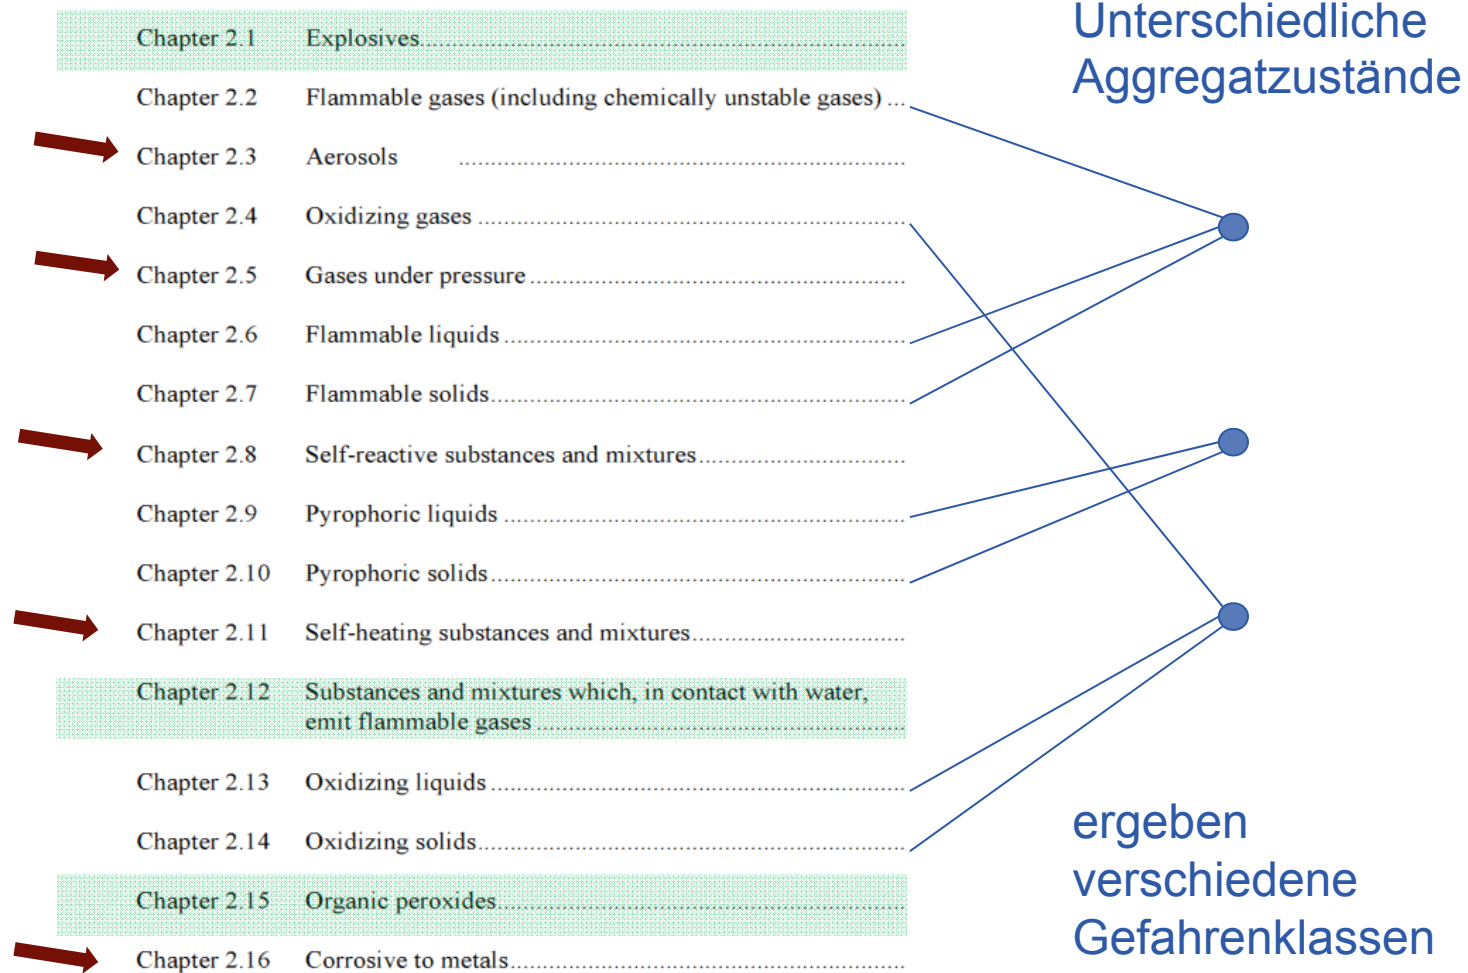 Unterschiedliche
Aggregatzustände
Chapter 2.1 Explosives
Chapter 2.2 Flammable gases (including chemically unstable gases) ...
Chapter 2.3 Aerosols
Chapter 2.4 Oxidizing gases
Chapter 2.5 Gases under pressure
Chapter 2.6 Flammable liquids
Chapter 2.7 Flammable solids
Chapter 2.8 Self-reactive substances and mixtures
Chapter 2.9 Pyrophoric liquids
Chapter 2.10 Pyrophoric solids
Chapter 2.11 Self-heating substances and mixtures
Chapter 2.12 Substances and mixtures which, in contact with water,
emit flammable gases
Chapter 2.13 Oxidizing liquids
Chapter 2.14 Oxidizing solids
Chapter 2.15 Organic peroxides
Chapter 2.16 Corrosive to metals
ergeben
verschiedene
Gefahrenklassen